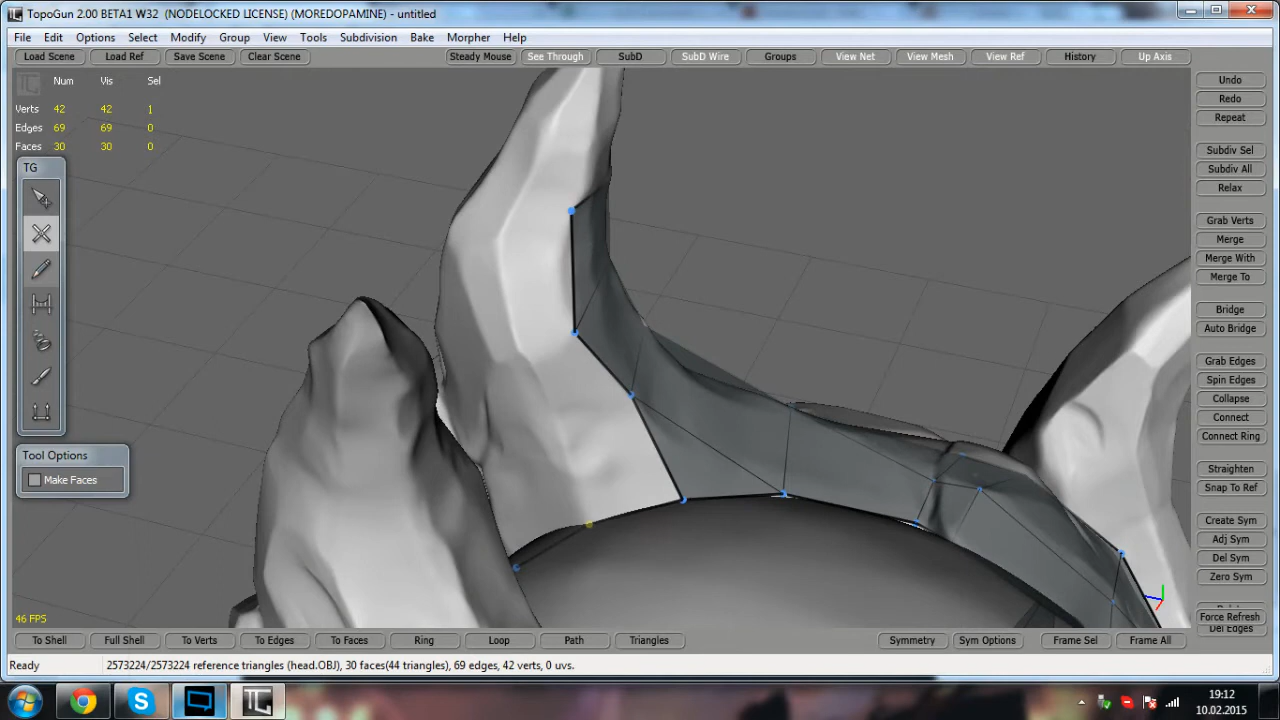 TopoGun 2.00 BETA1 W32 (NODELOCKED LICENSE) (MOREDOPAMINE) - untitled
File Edit Options Select Modify Group View Tools Subdivision Bake Morpher Help
Load Scene Load Ref Save Scene Clear Scene Steady Mouse See Through SubD SubD Wire Groups View Net View Mesh View Ref History Up Axis
Num Vis Sel
Verts 42 42 1
Edges 69 69 0
Faces 30 30 0
TG
Tool Options
Make Faces
Undo
Redo
Repeat
Subdiv Sel
Subdiv All
Relax
Grab Verts
Merge
Merge With
Merge To
Bridge
Auto Bridge
Grab Edges
Spin Edges
Collapse
Connect
Connect Ring
Straighten
Snap To Ref
Create Sym
Adj Sym
Del Sym
Zero Sym
Force Refresh
Del Edges
46 FPS
To Shell Full Shell To Verts To Edges To Faces Ring Loop Path Triangles Symmetry Sym Options Frame Sel Frame All
Ready 2573224/2573224 reference triangles (head.OBJ), 30 faces(44 triangles), 69 edges, 42 verts, 0 uvs.
19:12
10.02.2015